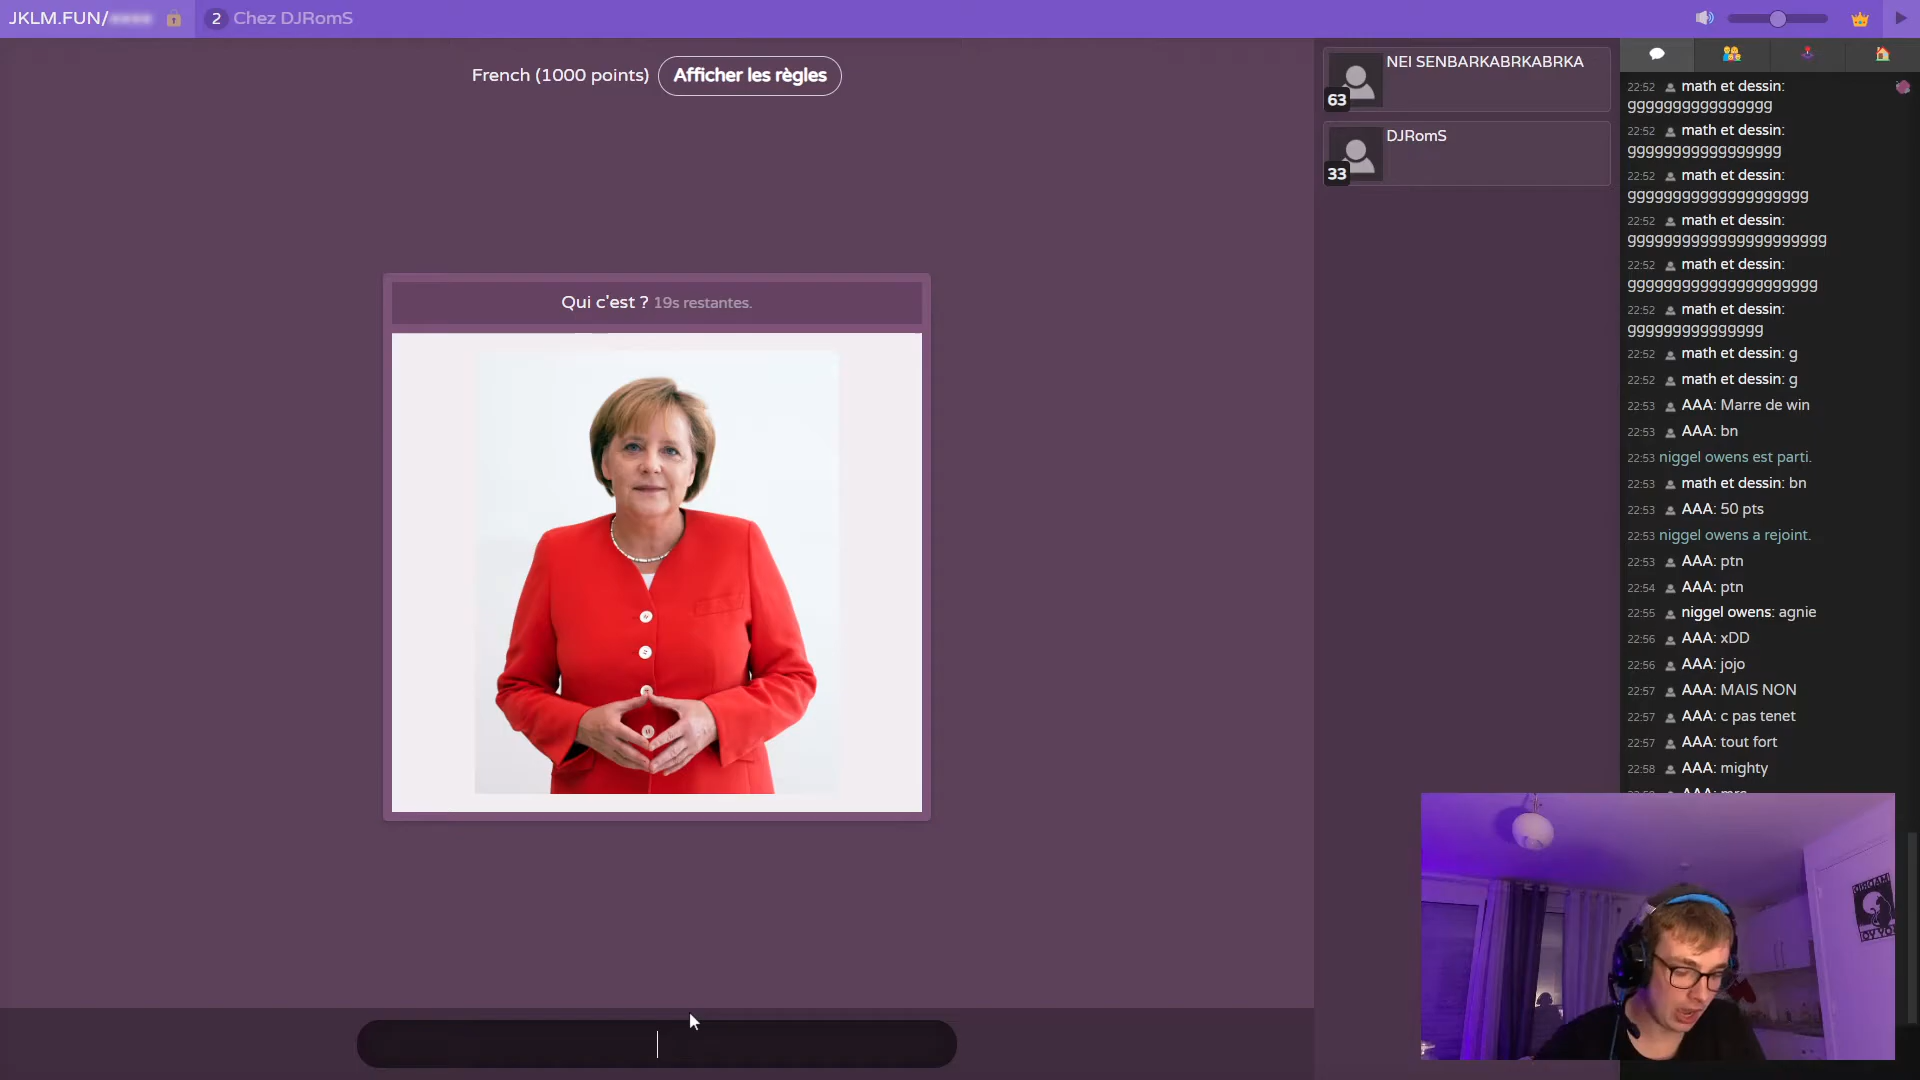 JKLM.FUN/
2 Chez DJRomS
French (1000 points) Afficher les règles
Qui c'est ? 19s restantes.
NEI SENBARKABRKABRKA
63
DJRomS
33
22:52 math et dessin:
gggggggggggggggg
22:52 math et dessin:
ggggggggggggggggg
22:52 math et dessin:
gggggggggggggggggggg
22:52 math et dessin:
gggggggggggggggggggggg
22:52 math et dessin:
ggggggggggggggggggggg
22:52 math et dessin:
ggggggggggggggg
22:52 math et dessin: g
22:52 math et dessin: g
22:53 AAA: Marre de win
22:53 AAA: bn
22:53 niggel owens est parti.
22:53 math et dessin: bn
22:53 AAA: 50 pts
22:53 niggel owens a rejoint.
22:53 AAA: ptn
22:54 AAA: ptn
22:55 niggel owens: agnie
22:56 AAA: xDD
22:56 AAA: jojo
22:57 AAA: MAIS NON
22:57 AAA: c pas tenet
22:57 AAA: tout fort
22:58 AAA: mighty